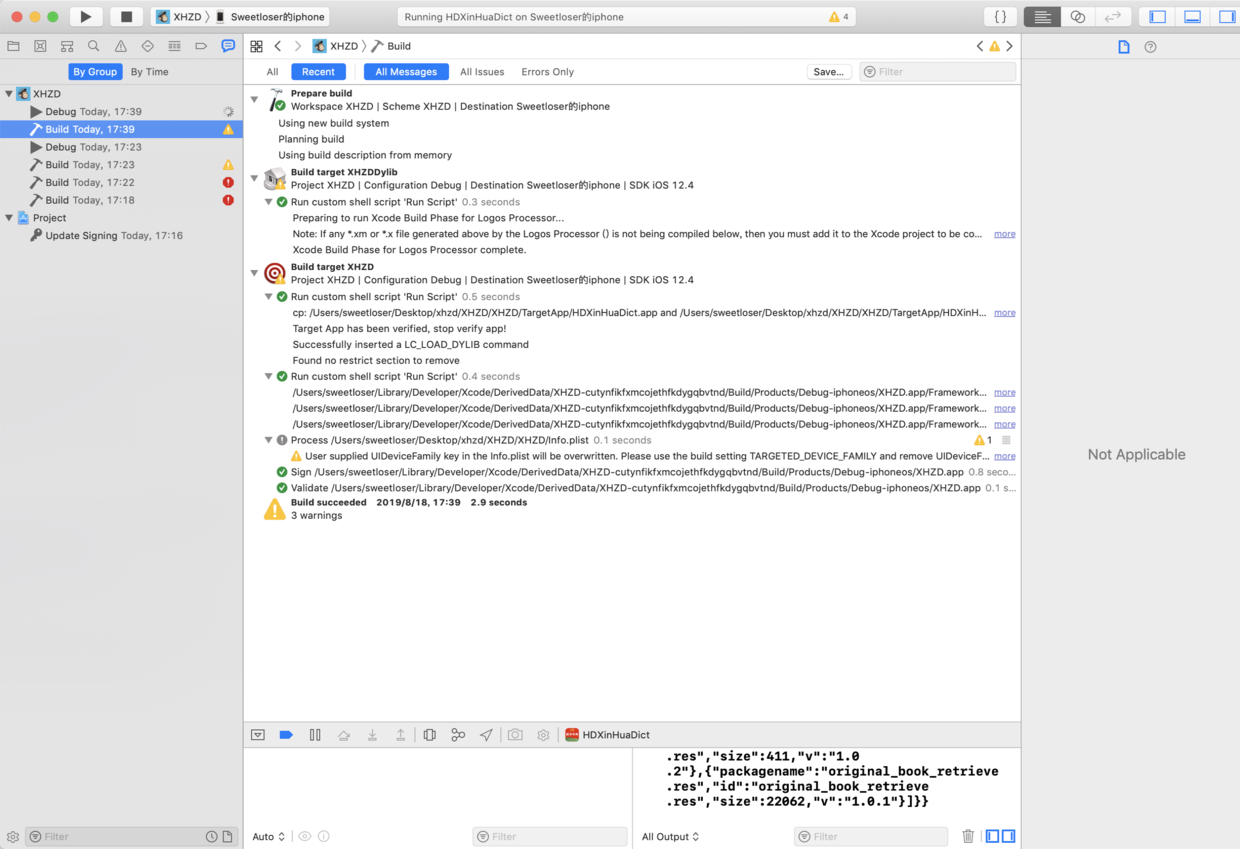 XHZD 〉 Sweetloser的iphone
Running HDXinHuaDict on Sweetloser的iphone
4
{ }
XHZD 〉 Build
By Group
By Time
All
Recent
All Messages
All Issues
Errors Only
Save...
Filter
XHZD
Debug Today, 17:39
Build Today, 17:39
Debug Today, 17:23
Build Today, 17:23
Build Today, 17:22
Build Today, 17:18
Project
Update Signing Today, 17:16
Prepare build
Workspace XHZD | Scheme XHZD | Destination Sweetloser的iphone
Using new build system
Planning build
Using build description from memory
Build target XHZDDylib
Project XHZD | Configuration Debug | Destination Sweetloser的iphone | SDK iOS 12.4
Run custom shell script 'Run Script' 0.3 seconds
Preparing to run Xcode Build Phase for Logos Processor...
Note: If any *.xm or *.x file generated above by the Logos Processor () is not being compiled below, then you must add it to the Xcode project to be co... more
Xcode Build Phase for Logos Processor complete.
Build target XHZD
Project XHZD | Configuration Debug | Destination Sweetloser的iphone | SDK iOS 12.4
Run custom shell script 'Run Script' 0.5 seconds
cp: /Users/sweetloser/Desktop/xhzd/XHZD/XHZD/TargetApp/HDXinHuaDict.app and /Users/sweetloser/Desktop/xhzd/XHZD/XHZD/TargetApp/HDXinH... more
Target App has been verified, stop verify app!
Successfully inserted a LC_LOAD_DYLIB command
Found no restrict section to remove
Run custom shell script 'Run Script' 0.4 seconds
/Users/sweetloser/Library/Developer/Xcode/DerivedData/XHZD-cutynfikfxmcojethfkdygqbvtnd/Build/Products/Debug-iphoneos/XHZD.app/Framework... more
/Users/sweetloser/Library/Developer/Xcode/DerivedData/XHZD-cutynfikfxmcojethfkdygqbvtnd/Build/Products/Debug-iphoneos/XHZD.app/Framework... more
/Users/sweetloser/Library/Developer/Xcode/DerivedData/XHZD-cutynfikfxmcojethfkdygqbvtnd/Build/Products/Debug-iphoneos/XHZD.app/Framework... more
Process /Users/sweetloser/Desktop/xhzd/XHZD/XHZD/Info.plist 0.1 seconds 1
User supplied UIDeviceFamily key in the Info.plist will be overwritten. Please use the build setting TARGETED_DEVICE_FAMILY and remove UIDeviceF... more
Sign /Users/sweetloser/Library/Developer/Xcode/DerivedData/XHZD-cutynfikfxmcojethfkdygqbvtnd/Build/Products/Debug-iphoneos/XHZD.app 0.8 seco...
Validate /Users/sweetloser/Library/Developer/Xcode/DerivedData/XHZD-cutynfikfxmcojethfkdygqbvtnd/Build/Products/Debug-iphoneos/XHZD.app 0.1 s...
Build succeeded 2019/8/18, 17:39 2.9 seconds
3 warnings
Not Applicable
HDXinHuaDict
.res","size":411,"v":"1.0
.2"},{"packagename":"original_book_retrieve
.res","id":"original_book_retrieve
.res","size":22062,"v":"1.0.1"}]}}
Filter
Auto
Filter
All Output
Filter